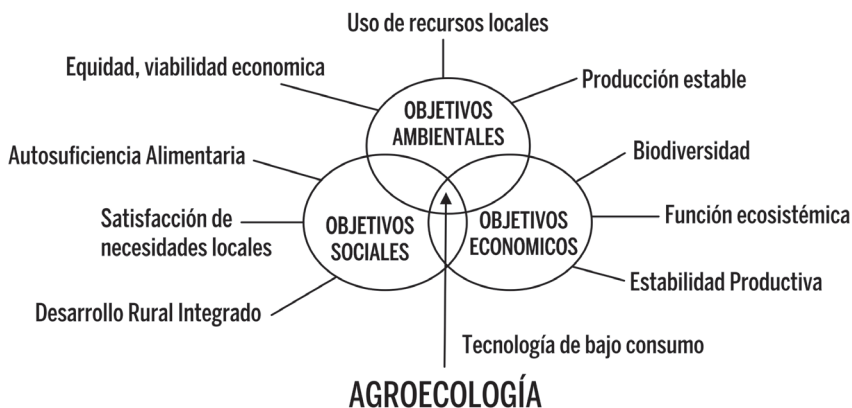 Uso de recursos locales
Equidad, viabilidad economica
Producción estable
OBJETIVOS
AMBIENTALES
Autosuficiencia Alimentaria
Biodiversidad
Satisfacción de
necesidades locales
OBJETIVOS
SOCIALES
OBJETIVOS
ECONOMICOS
Función ecosistémica
Estabilidad Productiva
Desarrollo Rural Integrado
Tecnología de bajo consumo
AGROECOLOGÍA